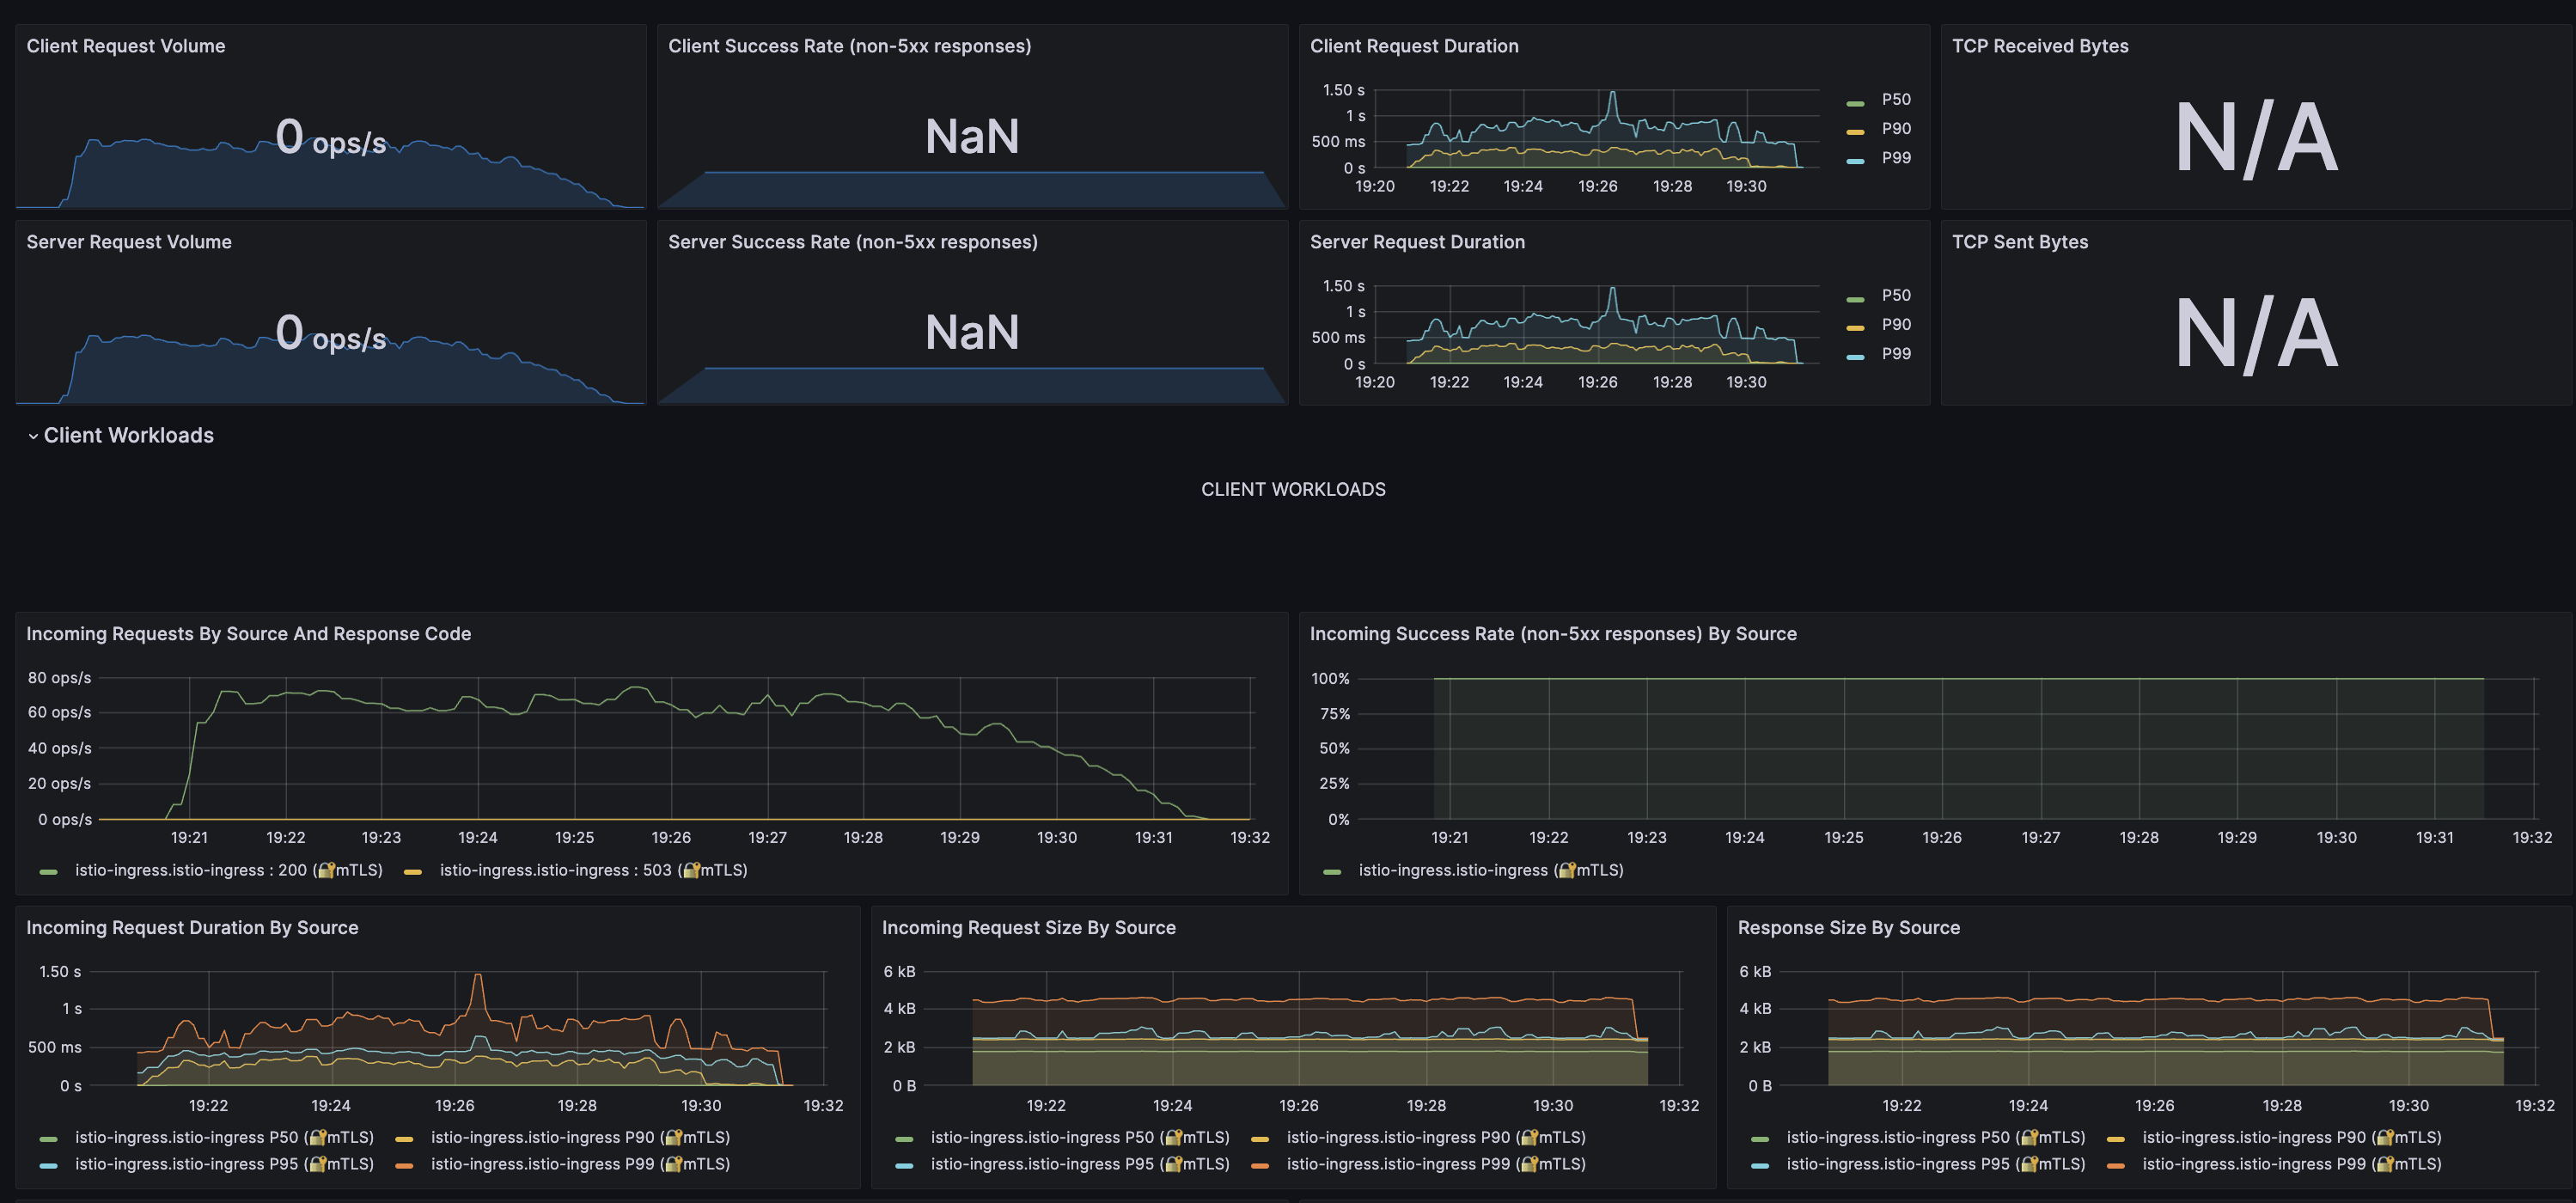 Client Request Volume
0 ops/s
Client Success Rate (non-5xx responses)
NaN
Client Request Duration
1.50 s
1 s
500 ms
0 s
19:20 19:22 19:24 19:26 19:28 19:30
P50
P90
P99
TCP Received Bytes
N/A
Server Request Volume
0 ops/s
Server Success Rate (non-5xx responses)
NaN
Server Request Duration
1.50 s
1 s
500 ms
0 s
19:20 19:22 19:24 19:26 19:28 19:30
P50
P90
P99
TCP Sent Bytes
N/A
Client Workloads
CLIENT WORKLOADS
Incoming Requests By Source And Response Code
80 ops/s
60 ops/s
40 ops/s
20 ops/s
0 ops/s
19:21 19:22 19:23 19:24 19:25 19:26 19:27 19:28 19:29 19:30 19:31 19:32
istio-ingress.istio-ingress : 200 (🔐mTLS) istio-ingress.istio-ingress : 503 (🔐mTLS)
Incoming Success Rate (non-5xx responses) By Source
100%
75%
50%
25%
0%
19:21 19:22 19:23 19:24 19:25 19:26 19:27 19:28 19:29 19:30 19:31 19:32
istio-ingress.istio-ingress (🔐mTLS)
Incoming Request Duration By Source
1.50 s
1 s
500 ms
0 s
19:22 19:24 19:26 19:28 19:30 19:32
istio-ingress.istio-ingress P50 (🔐mTLS) istio-ingress.istio-ingress P90 (🔐mTLS)
istio-ingress.istio-ingress P95 (🔐mTLS) istio-ingress.istio-ingress P99 (🔐mTLS)
Incoming Request Size By Source
6 kB
4 kB
2 kB
0 B
19:22 19:24 19:26 19:28 19:30 19:32
istio-ingress.istio-ingress P50 (🔐mTLS) istio-ingress.istio-ingress P90 (🔐mTLS)
istio-ingress.istio-ingress P95 (🔐mTLS) istio-ingress.istio-ingress P99 (🔐mTLS)
Response Size By Source
6 kB
4 kB
2 kB
0 B
19:22 19:24 19:26 19:28 19:30 19:32
istio-ingress.istio-ingress P50 (🔐mTLS) istio-ingress.istio-ingress P90 (🔐mTLS)
istio-ingress.istio-ingress P95 (🔐mTLS) istio-ingress.istio-ingress P99 (🔐mTLS)